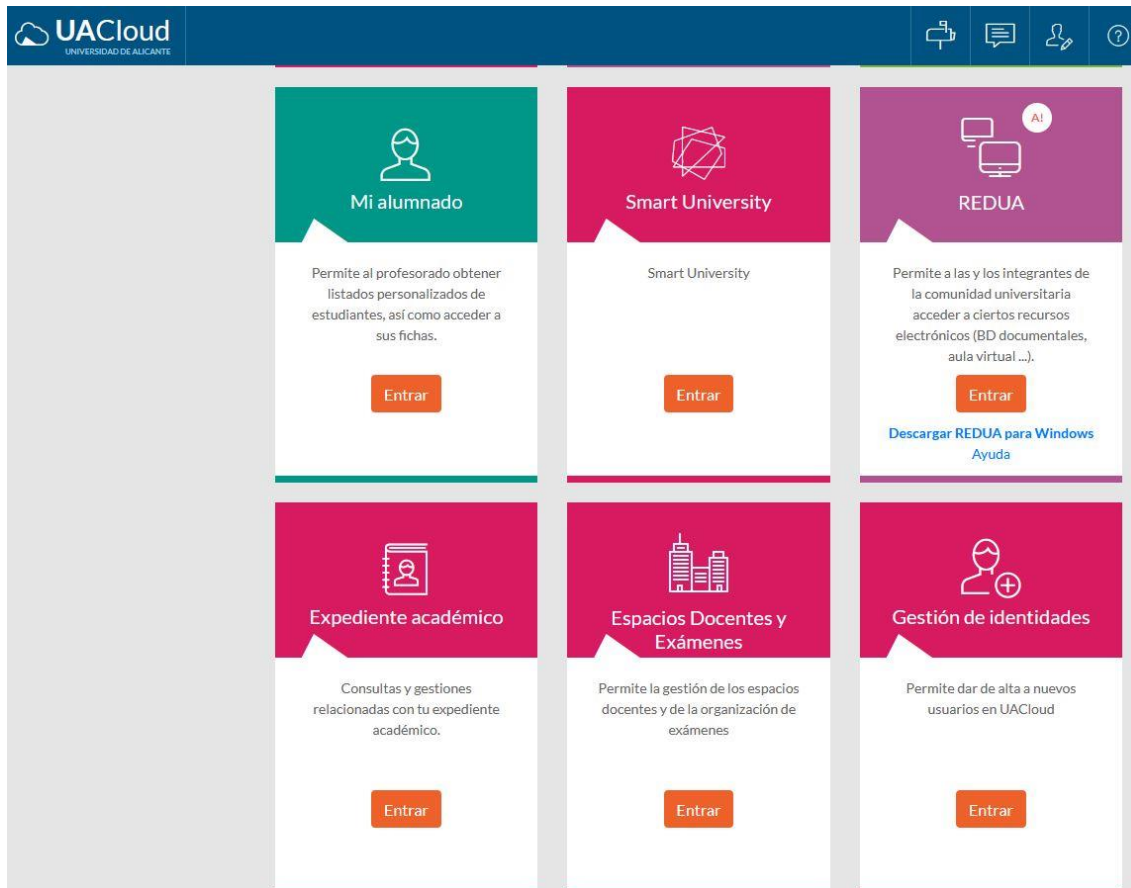 UACloud
UNIVERSIDAD DE ALICANTE
Mi alumnado
Permite al profesorado obtener
listados personalizados de
estudiantes, así como acceder a
sus fichas.
Entrar
Smart University
Smart University
Entrar
A!
REDUA
Permite a las y los integrantes de
la comunidad universitaria
acceder a ciertos recursos
electrónicos (BD documentales,
aula virtual ...).
Entrar
Descargar REDUA para Windows
Ayuda
Expediente académico
Consultas y gestiones
relacionadas con tu expediente
académico.
Entrar
Espacios Docentes y
Exámenes
Permite la gestión de los espacios
docentes y de la organización de
exámenes
Entrar
Gestión de identidades
Permite dar de alta a nuevos
usuarios en UACloud
Entrar